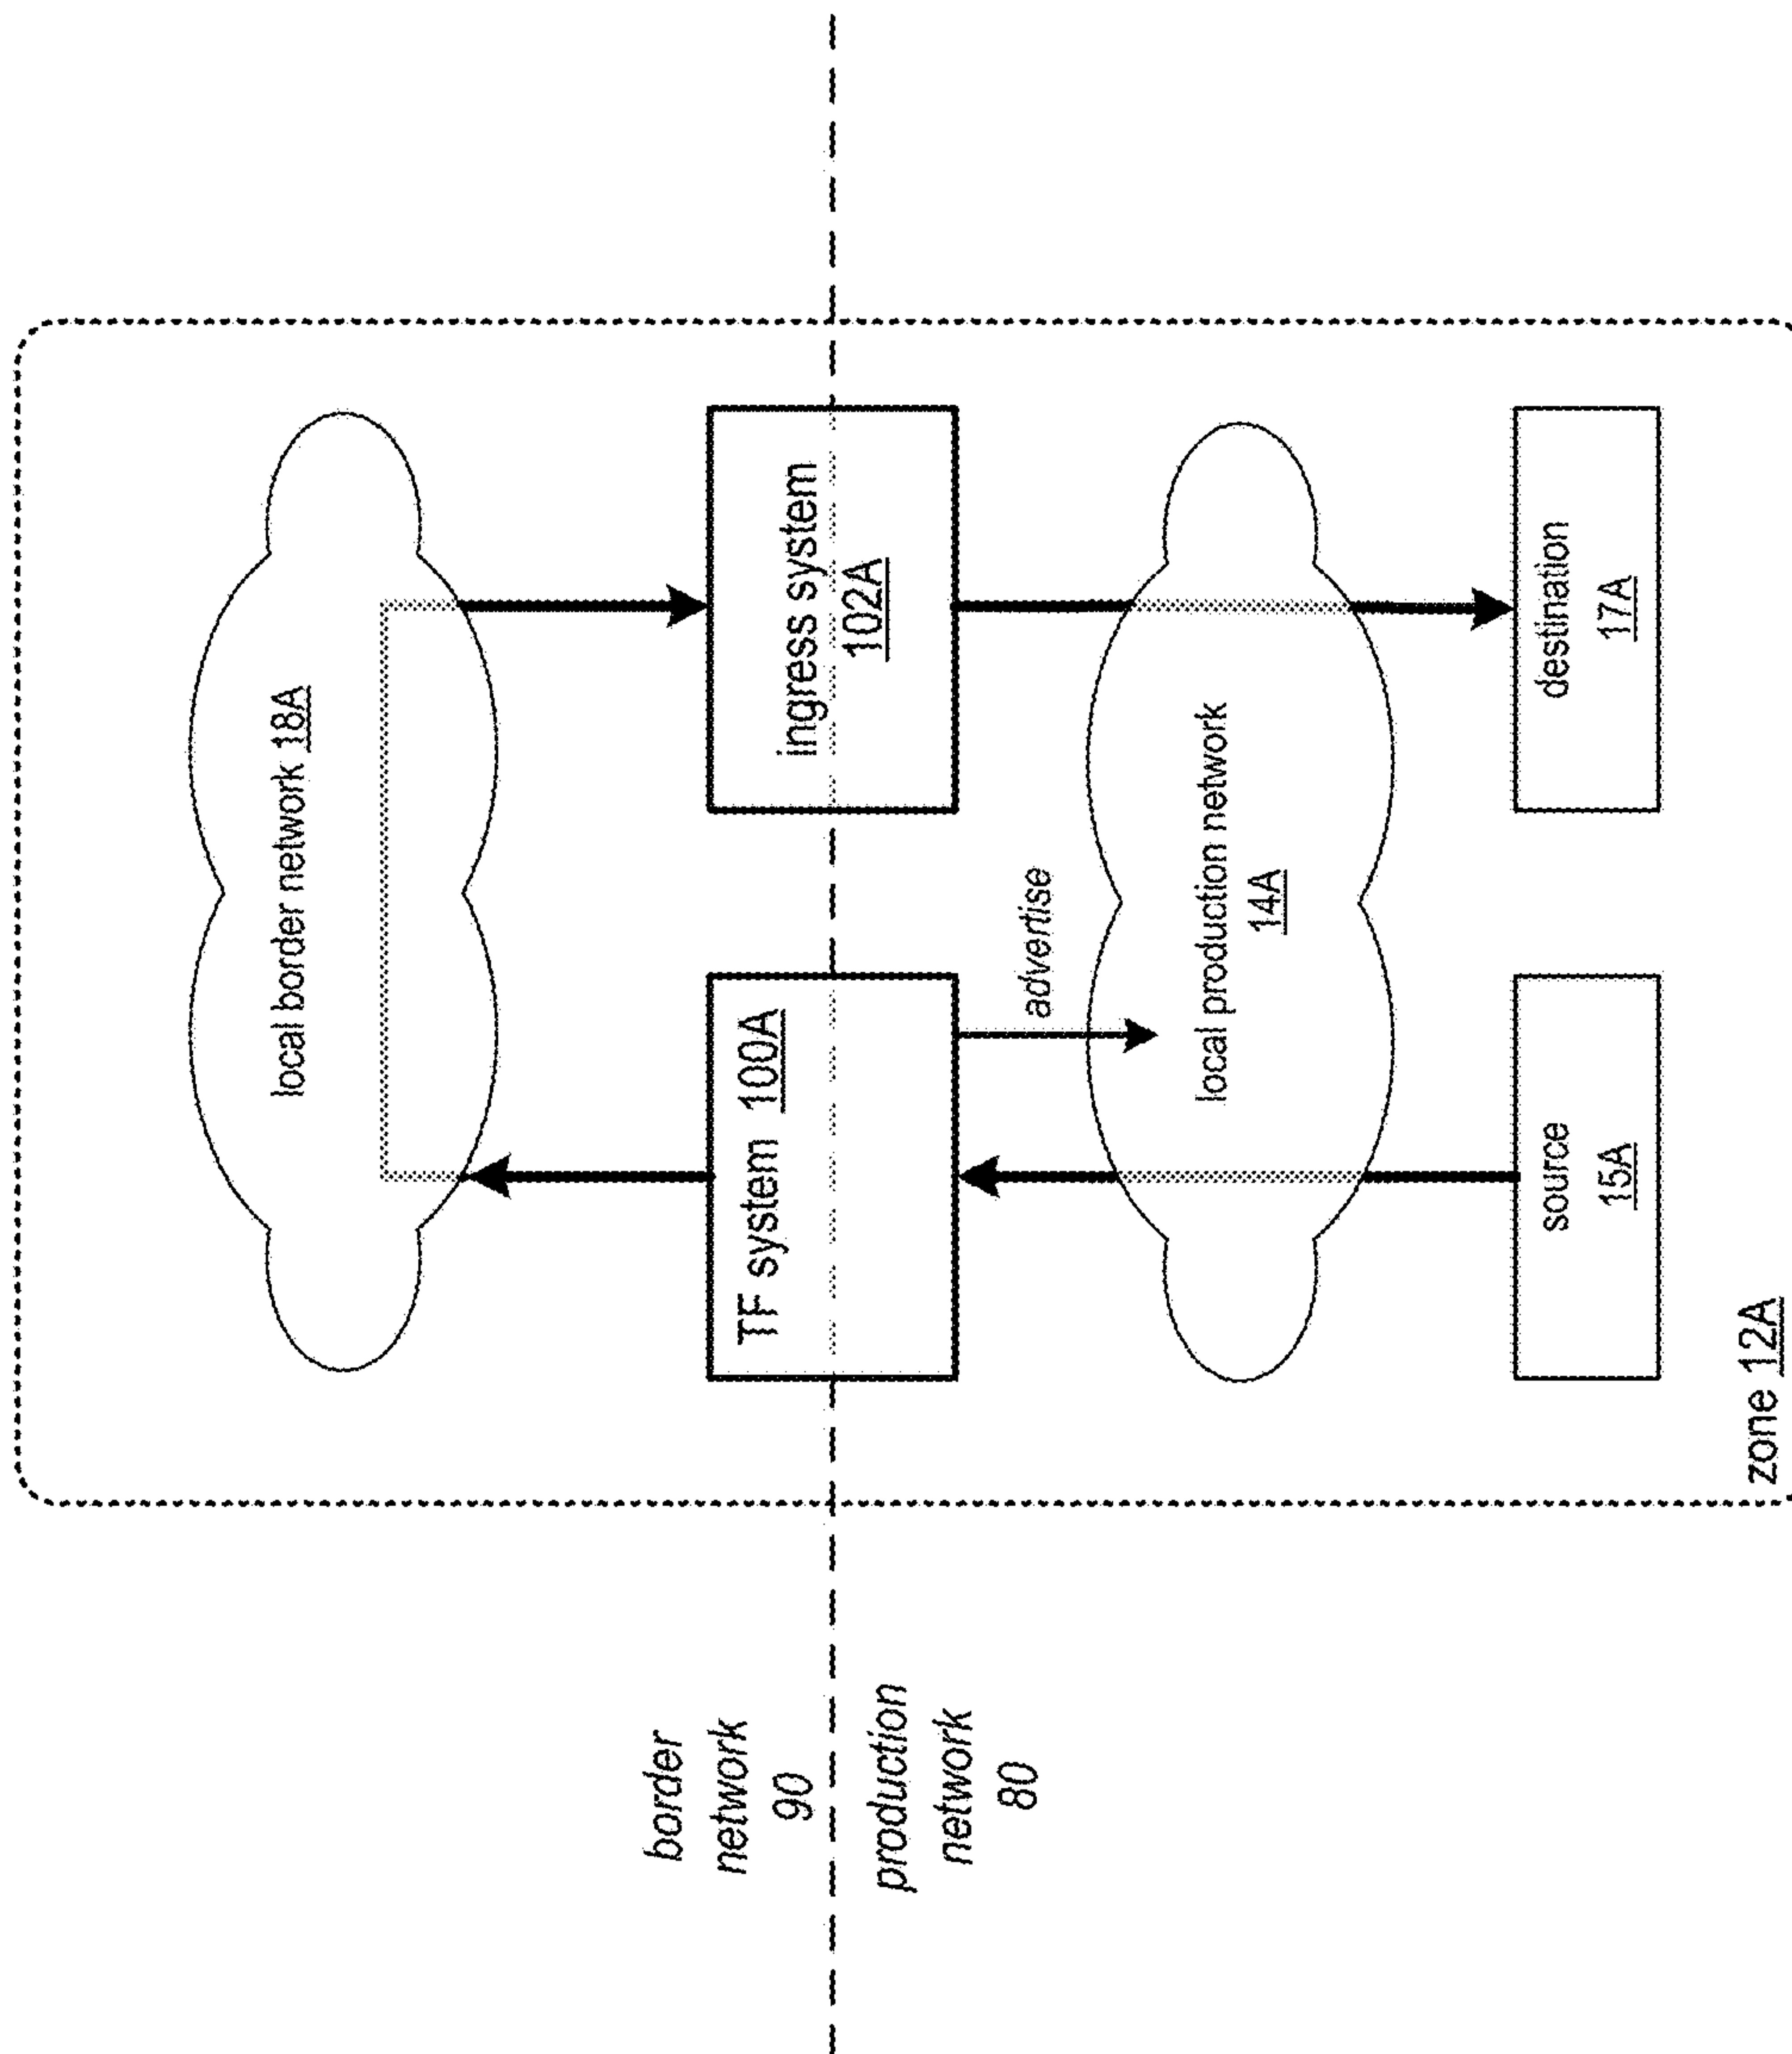 local border network 18A
border
network
90
TF system 100A
ingress system
102A
production
network
80
advertise
local production network
14A
source
15A
destination
17A
zone 12A